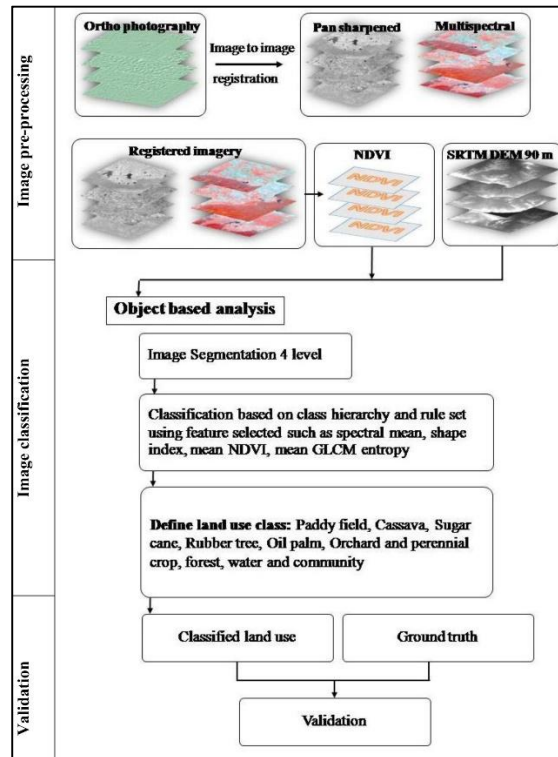 Image pre-processing
Ortho photography
Image to image
registration
Pan sharpened
Multispectral
Registered imagery
NDVI
NDVI
NDVI
NDVI
NDVI
SRTM DEM 90 m
Image classification
Object based analysis
Image Segmentation 4 level
Classification based on class hierarchy and rule set
using feature selected such as spectral mean, shape
index, mean NDVI, mean GLCM entropy
Define land use class: Paddy field, Cassava, Sugar
cane, Rubber tree, Oil palm, Orchard and perennial
crop, forest, water and community
Validation
Classified land use
Ground truth
Validation